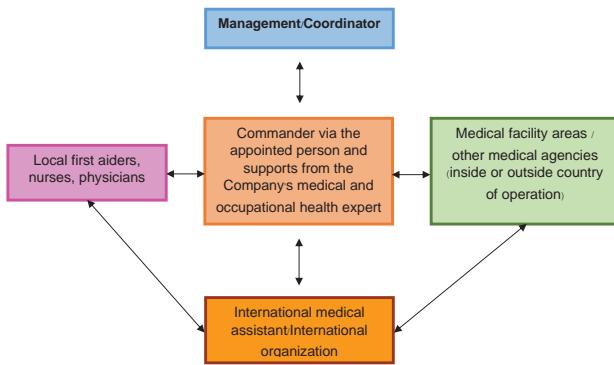 Management/Coordinator
Commander via the
appointed person and
supports from the
Company's medical and
occupational health expert
Local first aiders,
nurses, physicians
Medical facility areas /
other medical agencies
(inside or outside country
of operation)
International medical
assistant/International
organization